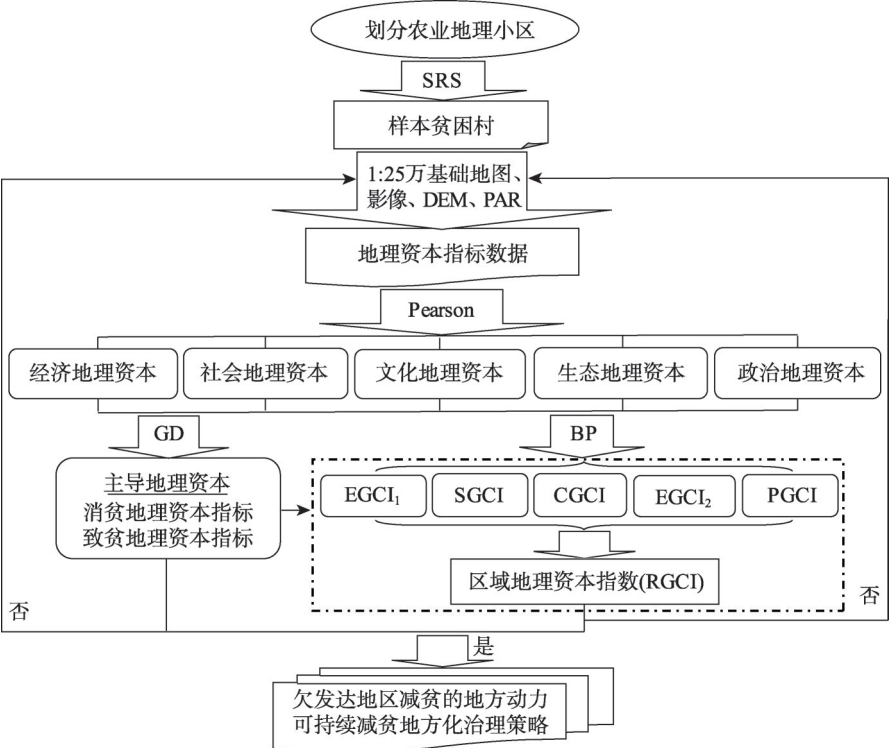 划分农业地理小区
SRS
样本贫困村
1:25万基础地图、
影像、DEM、PAR
地理资本指标数据
Pearson
经济地理资本
社会地理资本
文化地理资本
生态地理资本
政治地理资本
GD
BP
主导地理资本
消贫地理资本指标
致贫地理资本指标
EGCI₁
SGCI
CGCI
EGCI₂
PGCI
区域地理资本指数(RGCI)
否
否
是
欠发达地区减贫的地方动力
可持续减贫地方化治理策略